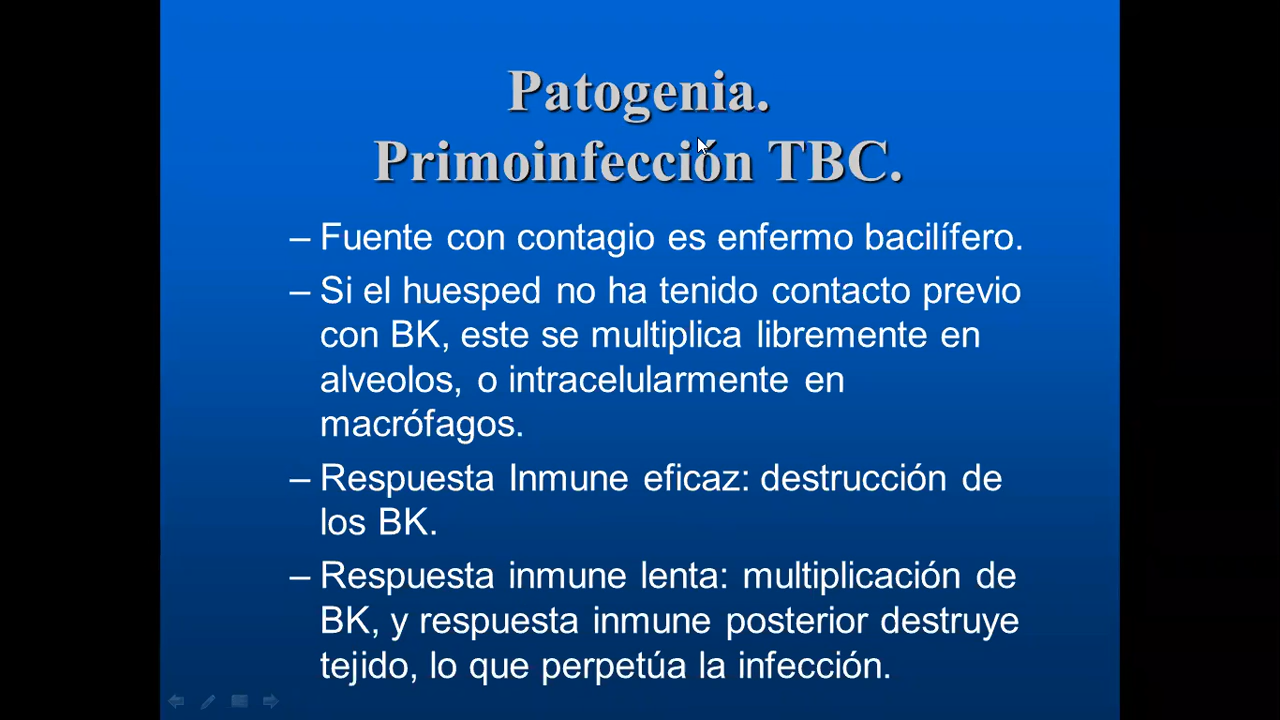 Patogenia.
Primoinfección TBC.
– Fuente con contagio es enfermo bacilífero.
– Si el huesped no ha tenido contacto previo
con BK, este se multiplica libremente en
alveolos, o intracelularmente en
macrófagos.
– Respuesta Inmune eficaz: destrucción de
los BK.
– Respuesta inmune lenta: multiplicación de
BK, y respuesta inmune posterior destruye
tejido, lo que perpetúa la infección.